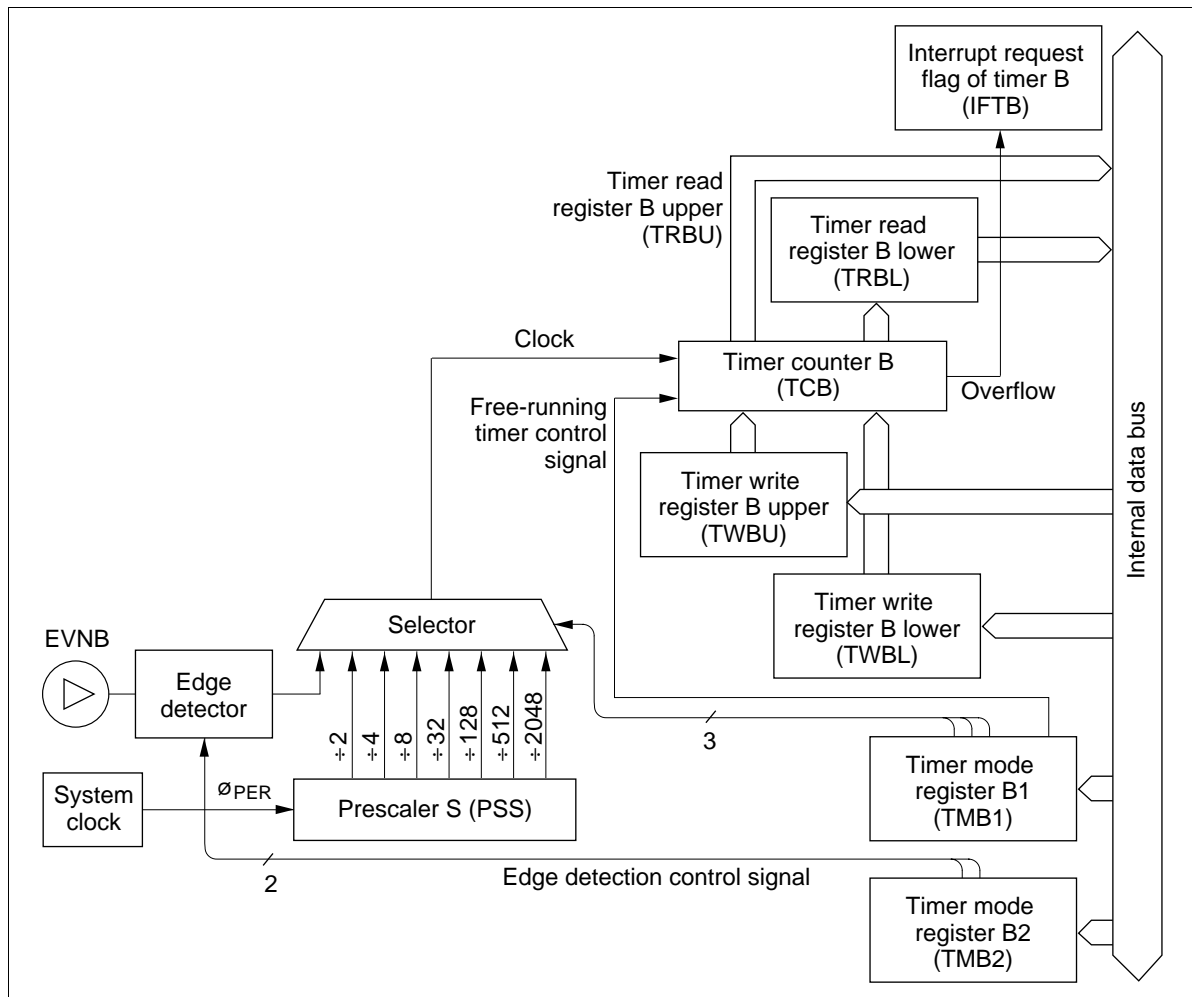 Interrupt request
flag of timer B
(IFTB)
Timer read
register B upper
(TRBU)
Timer read
register B lower
(TRBL)
Clock
Timer counter B
(TCB)
Overflow
Free-running
timer control
signal
Timer write
register B upper
(TWBU)
Internal data bus
Timer write
register B lower
(TWBL)
Selector
EVNB
Edge
detector
÷2
÷4
÷8
÷32
÷128
÷512
÷2048
3
System
clock
øPER
Prescaler S (PSS)
Timer mode
register B1
(TMB1)
2
Edge detection control signal
Timer mode
register B2
(TMB2)